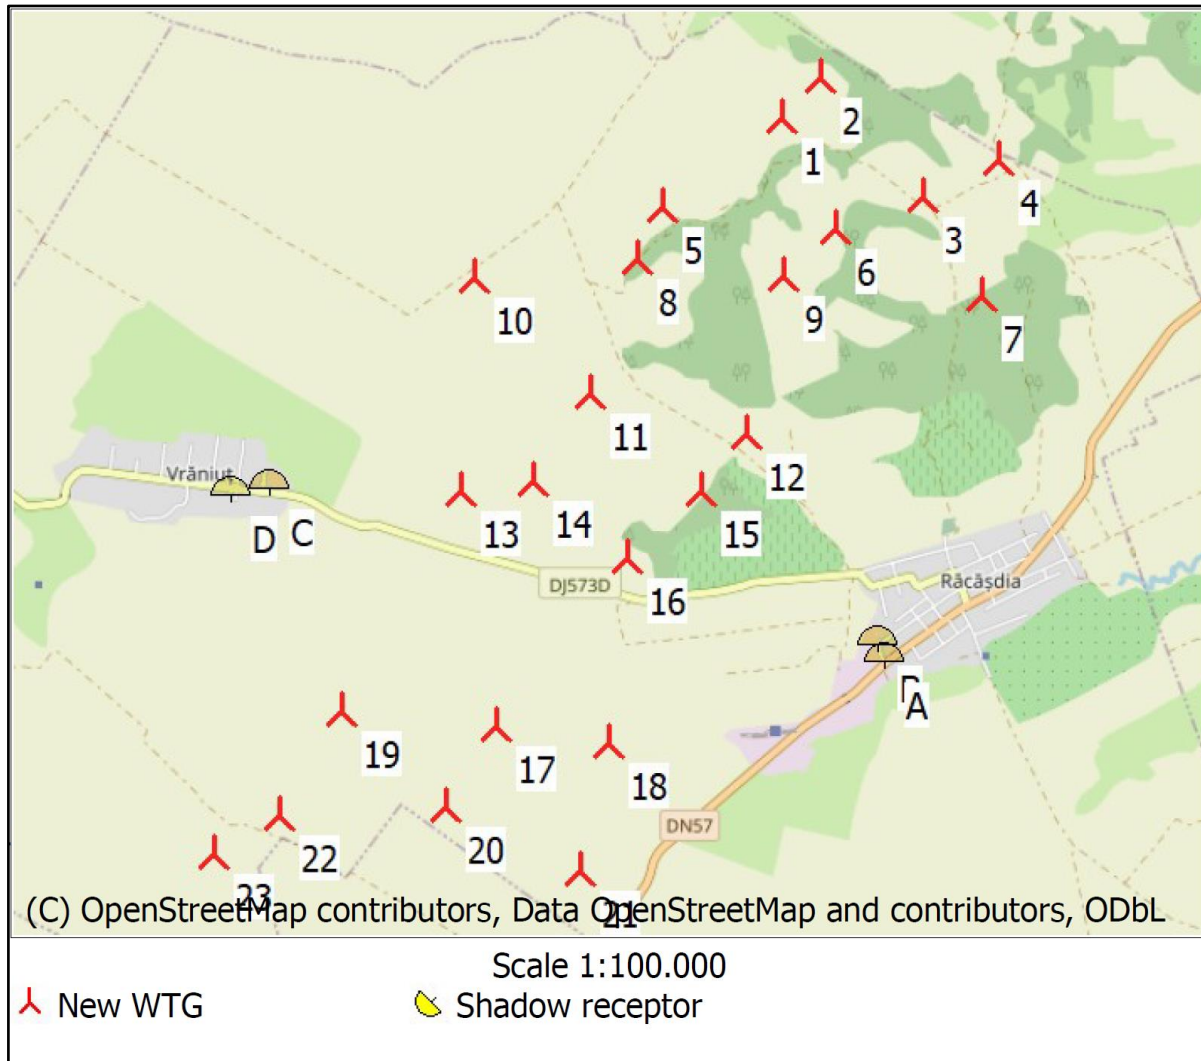 2
1
4
3
5
6
8
9
10
7
11
12
Vrăniuț
13
14
15
D
C
DJ573D
16
Răcășdia
A
19
17
18
DN57
20
22
23
21
(C) OpenStreetMap contributors, Data OpenStreetMap and contributors, ODbL
Scale 1:100.000
New WTG
Shadow receptor